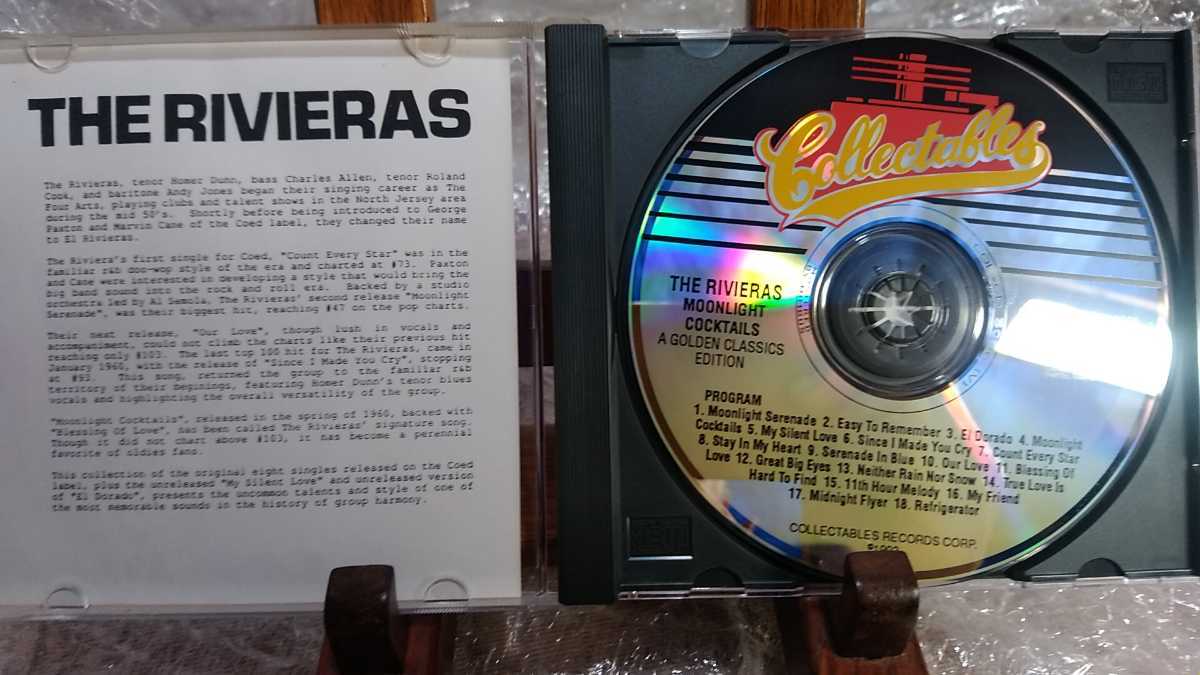 THE RIVIERAS
The Rivieras, tenor Homer Dunn, bass Charles Allen, tenor Roland
Cook, and baritone Andy Jones began their singing career as The
Four Arts, playing clubs and talent shows in the North Jersey area
during the mid 50's. Shortly before being introduced to George
Paxton and Marvin Cane of the Coed label, they changed their name
to El Rivieras.
The Riviera's first single for Coed, "Count Every Star" was in the
familiar r&b doo-wop style of the era and charted at #73. Paxton
and Cane were interested in developing a style that would bring the
big band sound into the rock and roll era. Backed by a studio
orchestra led by Al Semola, The Rivieras' second release "Moonlight
Serenade", was their biggest hit, reaching #47 on the pop charts.
Their next release, "Our Love", though lush in vocals and
accompaniment, could not climb the charts like their previous hit
reaching only #103. The last top 100 hit for The Rivieras, came in
January 1960, with the release of "Since I Made You Cry", stopping
at #93. This song, returned the group to the familiar r&b
territory of their beginings, featuring Homer Dunn's tenor blues
vocals and highlighting the overall versatility of the group.
"Moonlight Cocktails", released in the spring of 1960, backed with
"Blessing Of Love", has been called The Rivieras' signature song.
Though it did not chart above #103, it has become a perennial
favorite of oldies fans.
This collection of the original eight singles released on the Coed
label, plus the unreleased "My Silent Love" and unreleased version
of "El Dorado", presents the uncommon talents and style of one of
the most memorable sounds in the history of group harmony.
Collectables
THE RIVIERAS
MOONLIGHT
COCKTAILS
A GOLDEN CLASSICS
EDITION
PROGRAM
1. Moonlight Serenade 2. Easy To Remember 3. El Dorado 4. Moonlight
Cocktails 5. My Silent Love 6. Since I Made You Cry 7. Count Every Star
8. Stay In My Heart 9. Serenade In Blue 10. Our Love 11. Blessing Of
Love 12. Great Big Eyes 13. Neither Rain Nor Snow 14. True Love Is
Hard To Find 15. 11th Hour Melody 16. My Friend
17. Midnight Flyer 18. Refrigerator
COLLECTABLES RECORDS CORP.